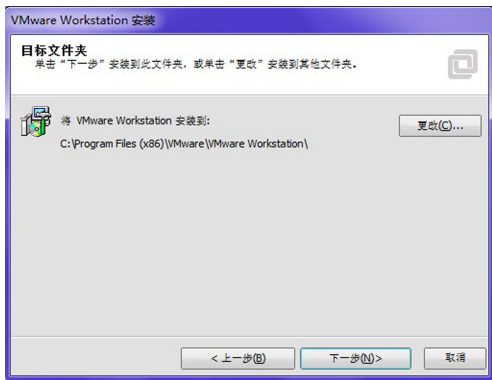 VMware Workstation 安装
目标文件夹
单击“下一步”安装到此文件夹，或单击“更改”安装到其他文件夹。
将 VMware Workstation 安装到:
更改(C)...
C:\Program Files (x86)\VMware\VMware Workstation\
< 上一步(B)
下一步(N)>
取消